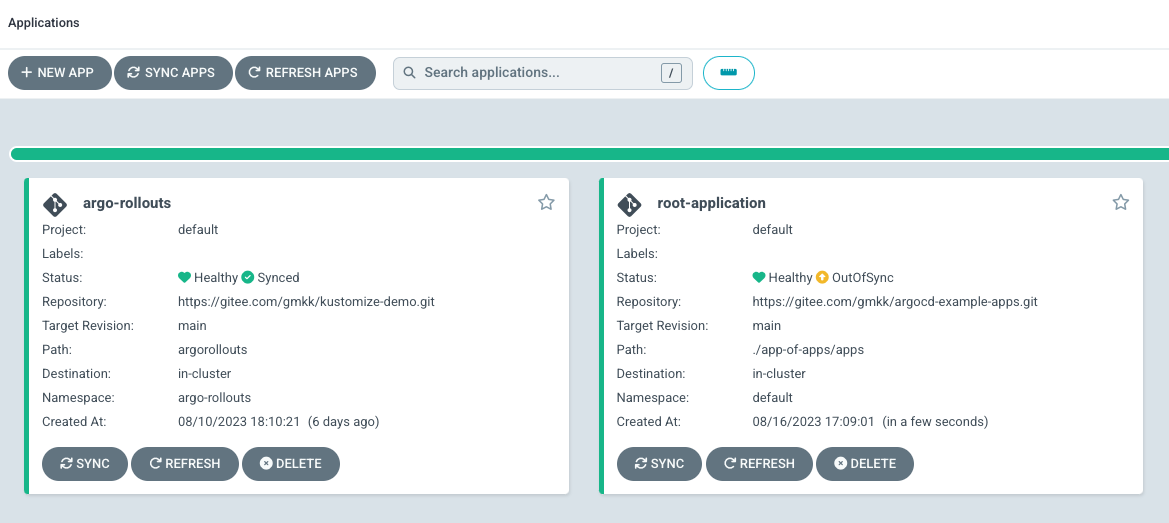 Applications
NEW APP SYNC APPS REFRESH APPS Search applications... /
argo-rollouts
Project: default
Labels:
Status: Healthy Synced
Repository: https://gitee.com/gmkk/kustomize-demo.git
Target Revision: main
Path: argorollouts
Destination: in-cluster
Namespace: argo-rollouts
Created At: 08/10/2023 18:10:21 (6 days ago)
SYNC REFRESH DELETE
root-application
Project: default
Labels:
Status: Healthy OutOfSync
Repository: https://gitee.com/gmkk/argocd-example-apps.git
Target Revision: main
Path: ./app-of-apps/apps
Destination: in-cluster
Namespace: default
Created At: 08/16/2023 17:09:01 (in a few seconds)
SYNC REFRESH DELETE